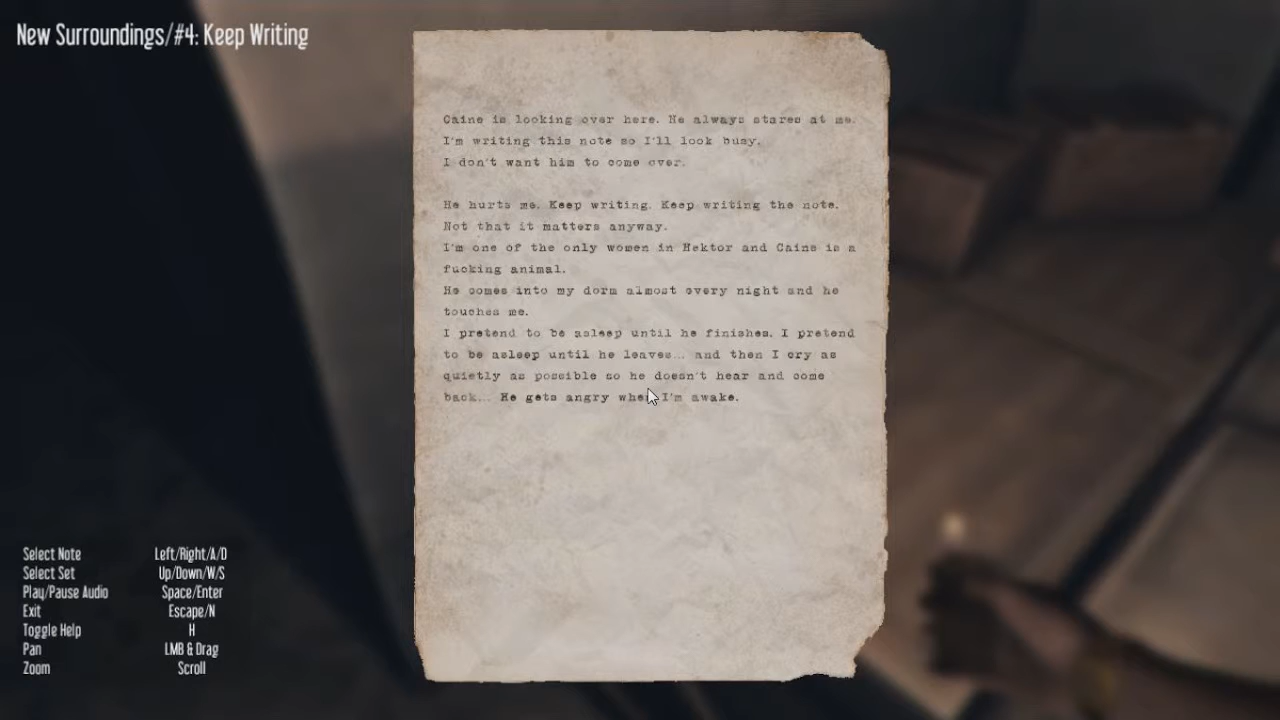 New Surroundings/#4: Keep Writing
Caine is looking over here. He always stares at me.
I'm writing this note so I'll look busy.
I don't want him to come over.
He hurts me. Keep writing. Keep writing the note.
Not that it matters anyway.
I'm one of the only women in Hektor and Caine is a
fucking animal.
He comes into my dorm almost every night and he
touches me.
I pretend to be asleep until he finishes. I pretend
to be asleep until he leaves... and then I cry as
quietly as possible so he doesn't hear and come
back... He gets angry when I'm awake.
Select Note Left/Right/A/D
Select Set Up/Down/W/S
Play/Pause Audio Space/Enter
Exit Escape/N
Toggle Help H
Pan LMB & Drag
Zoom Scroll